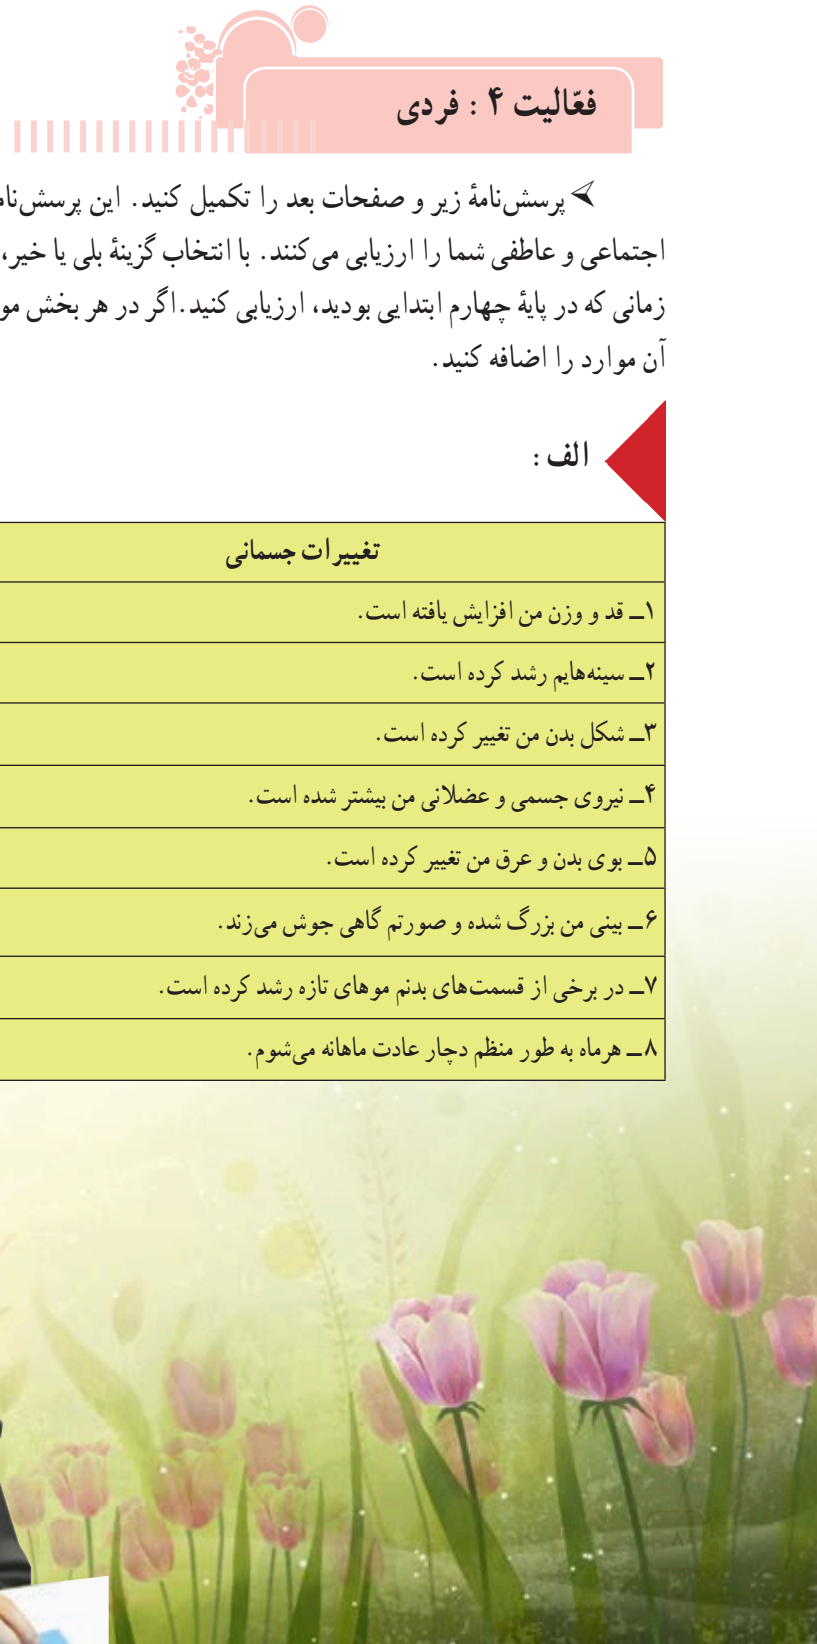 فعّالیت ۴ : فردی
پرسش‌نامهٔ زیر و صفحات بعد را تکمیل کنید. این
اجتماعی و عاطفی شما را ارزیابی می‌کنند. با انتخاب گزینهٔ بلی یا خیر،
زمانی که در پایهٔ چهارم ابتدایی بودید، ارزیابی کنید.اگر در هر بخش
آن موارد را اضافه کنید.
الف :
تغییرات جسمانی
۱ــ قد و وزن من افزایش یافته است.
۲ــ سینه‌هایم رشد کرده است.
۳ــ شکل بدن من تغییر کرده است.
۴ــ نیروی جسمی و عضلانی من بیشتر شده است.
۵ــ بوی بدن و عرق من تغییر کرده است.
۶ــ بینی من بزرگ شده و صورتم گاهی جوش می‌زند.
۷ــ در برخی از قسمت‌های بدنم موهای تازه رشد کرده است.
۸ــ هرماه به طور منظم دچار عادت ماهانه می‌شوم.
۸